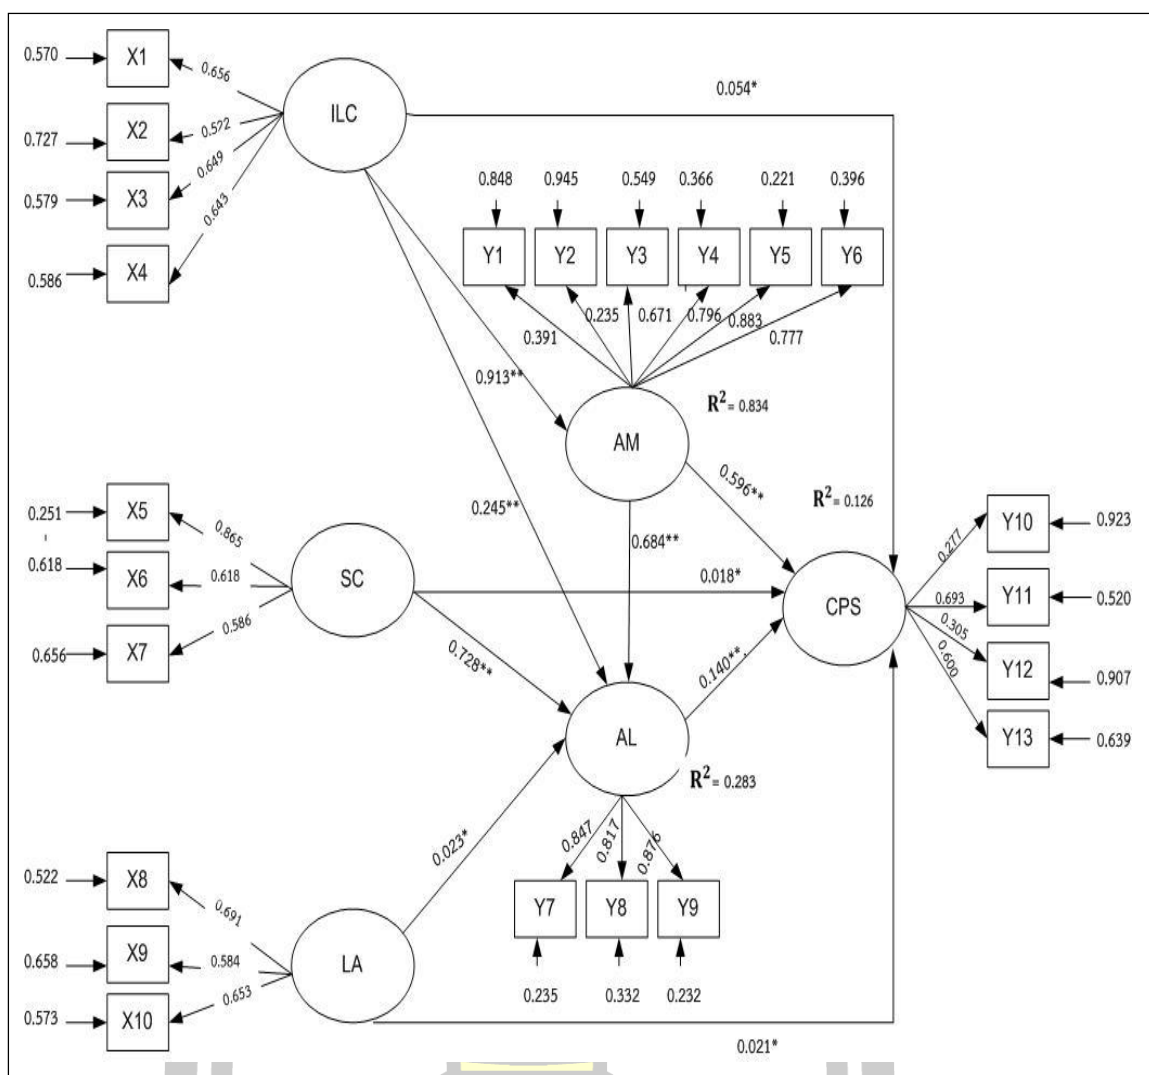 0.570
X1
0.656
0.727
X2
0.572
0.579
X3
0.649
0.586
X4
0.643
ILC
0.054*
0.848
0.945
0.549
0.366
0.221
0.396
Y1
Y2
Y3
Y4
Y5
Y6
0.391
0.235
0.671
0.796
0.883
0.777
0.913**
AM
R² = 0.834
0.245**
0.684**
0.596**
R² = 0.126
0.251
X5
0.865
0.618
X6
0.618
0.656
X7
0.586
SC
0.018*
0.728**
CPS
0.277
Y10
0.923
0.693
Y11
0.520
0.305
Y12
0.907
0.600
Y13
0.639
0.140**
AL
R² = 0.283
0.023*
0.847
0.817
0.876
Y7
Y8
Y9
0.235
0.332
0.232
0.522
X8
0.691
0.658
X9
0.584
0.573
X10
0.653
LA
0.021*